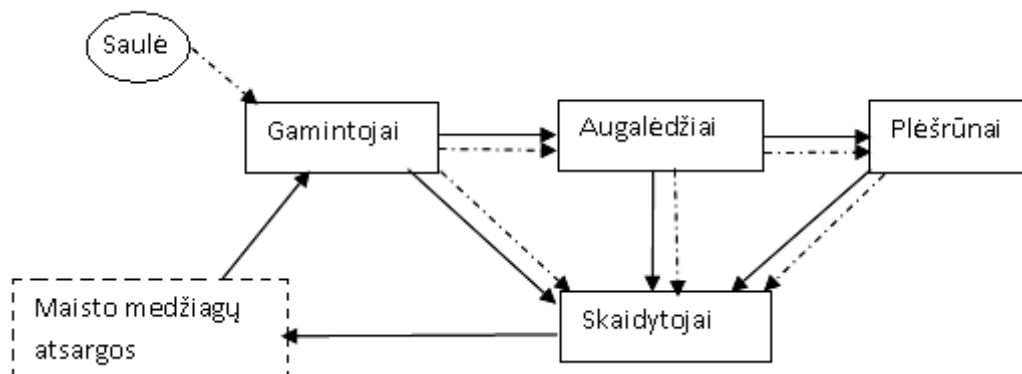 Saulė
Gamintojai
Augalėdžiai
Plėšrūnai
Maisto medžiagų
atsargos
Skaidytojai